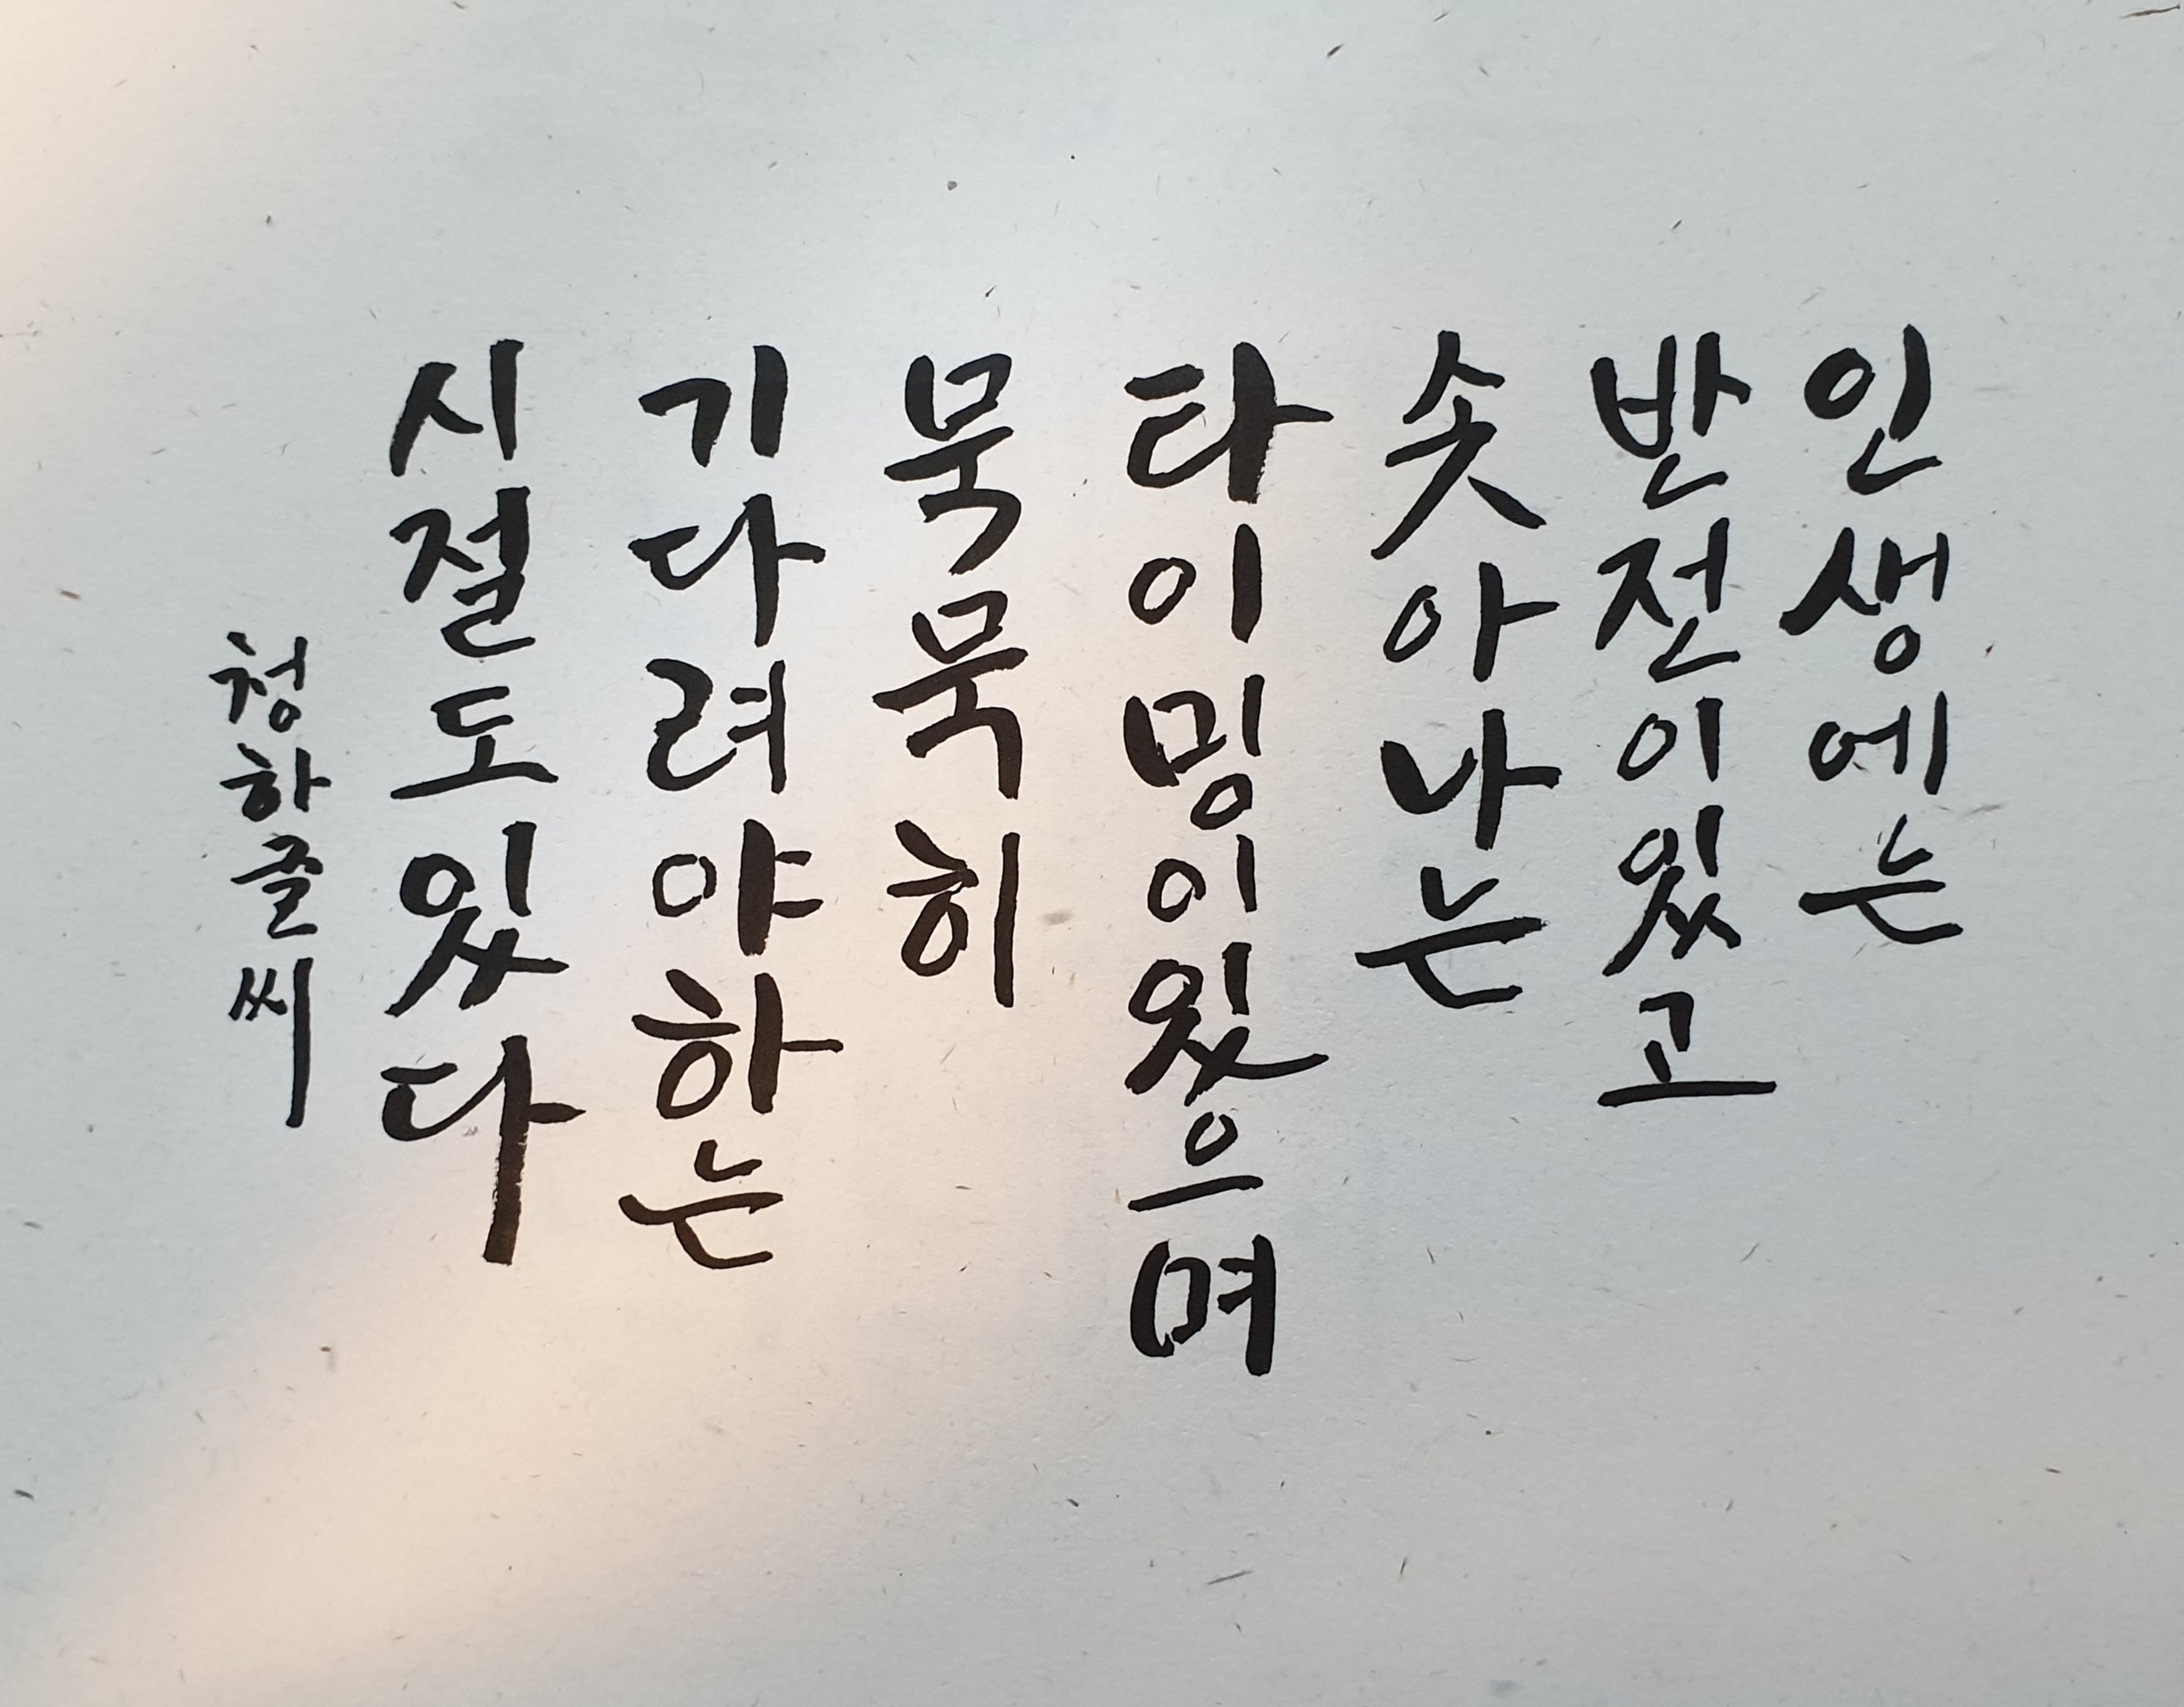 인생에는
반전이있고
솟아나는
타이밍이있으며
묵묵히
기다려야하는
시절도있다
청하글씨